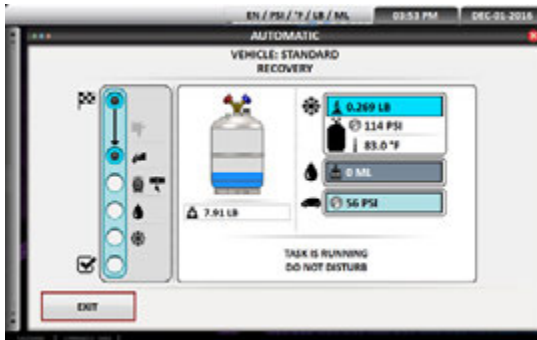 EN / PSI / °F / LB / ML
03:53 PM
DEC-01-2016
AUTOMATIC
VEHICLE: STANDARD
RECOVERY
0.269 LB
114 PSI
83.0 °F
0 ML
56 PSI
7.91 LB
TASK IS RUNNING
DO NOT DISTURB
EXIT